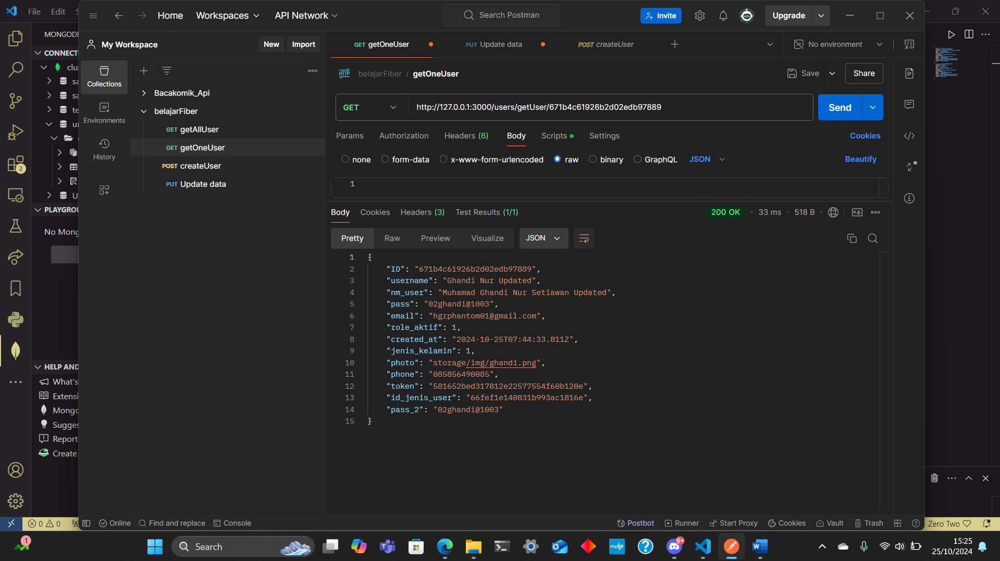 File Edit
Home Workspaces API Network Search Postman Invite Upgrade
MONGODB
CONNECT
clu
My Workspace New Import
GET getOneUser PUT Update data POST createUser No environment
Collections
Environments
History
Bacakomik_Api
belajarFiber
GET getAllUser
GET getOneUser
POST createUser
PUT Update data
HTTP belajarFiber / getOneUser Save Share
GET http://127.0.0.1:3000/users/getUser/671b4c61926b2d02edb97889 Send
Params Authorization Headers (6) Body Scripts Settings Cookies
none form-data x-www-form-urlencoded raw binary GraphQL JSON Beautify
1
Body Cookies Headers (3) Test Results (1/1) 200 OK 33 ms 518 B e.g.
Pretty Raw Preview Visualize JSON
1 {
2 "ID": "671b4c61926b2d02edb97889",
3 "username": "Ghandi Nur Updated",
4 "nm_user": "Muhamad Ghandi Nur Setiawan Updated",
5 "pass": "02ghandi@1003",
6 "email": "hgrphantom01@gmail.com",
7 "role_aktif": 1,
8 "created_at": "2024-10-25T07:44:33.811Z",
9 "jenis_kelamin": 1,
10 "photo": "storage/img/ghandi.png",
11 "phone": "085856490085",
12 "token": "581652bed317812e22577554f60b120e",
13 "id_jenis_user": "66fef1e140831b993ac1816e",
14 "pass_2": "02ghandi@1003"
15 }
2
PLAYGROU
No Mong
HELP AND
What's
Extensi
Mongo
Sugges
Report
Create
0 0 Online Find and replace Console Postbot Runner Start Proxy Cookies Vault Trash Zero Two
1 Search myhp 9+ 15:25
25/10/2024